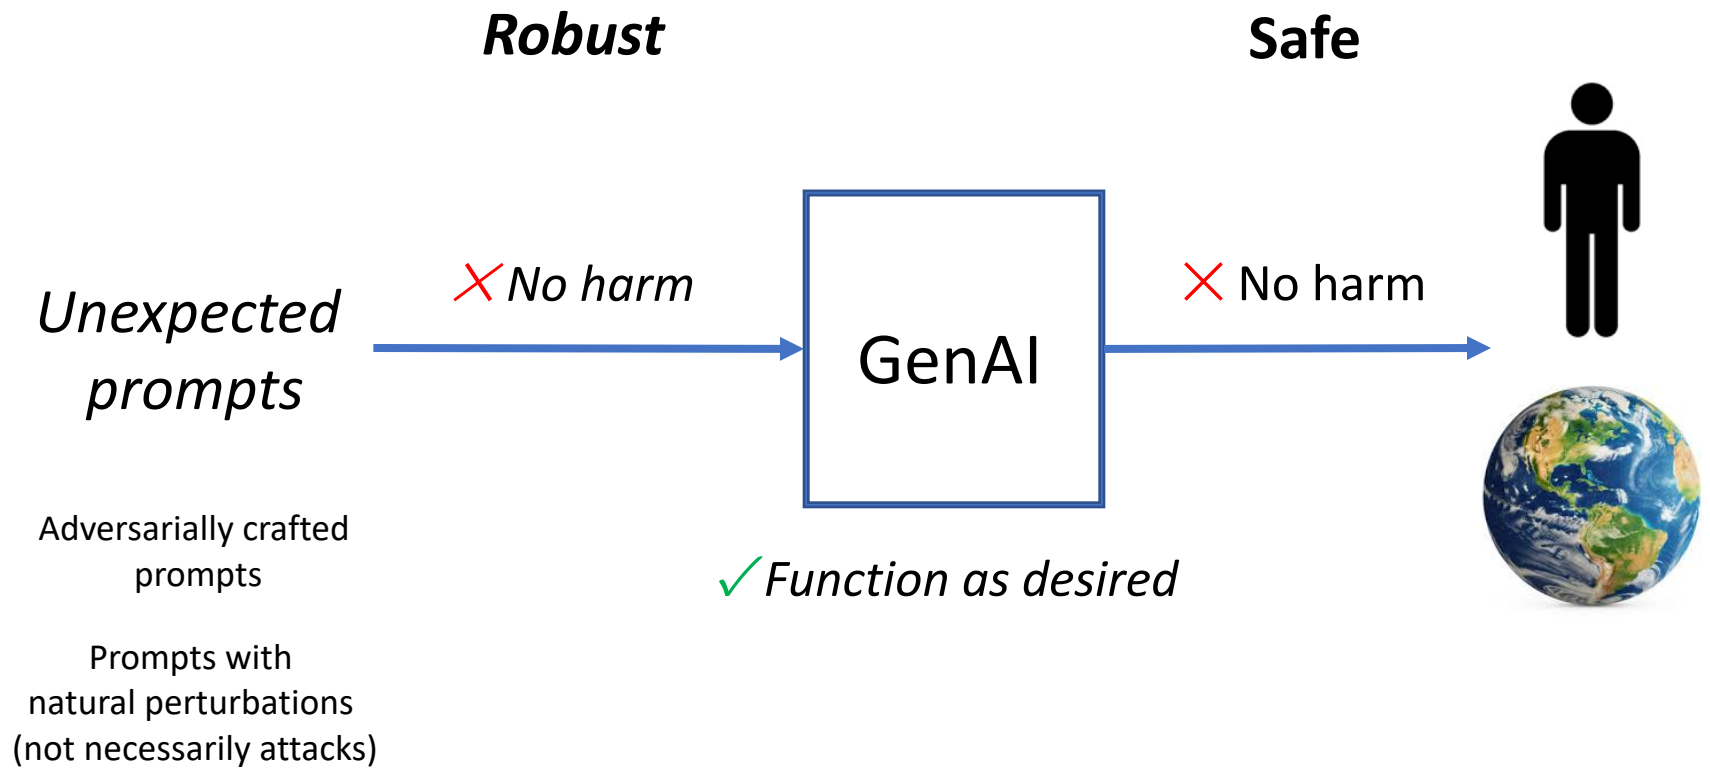 Robust
Safe
No harm
No harm
Unexpected
prompts
GenAI
Adversarially crafted
prompts
Function as desired
Prompts with
natural perturbations
(not necessarily attacks)